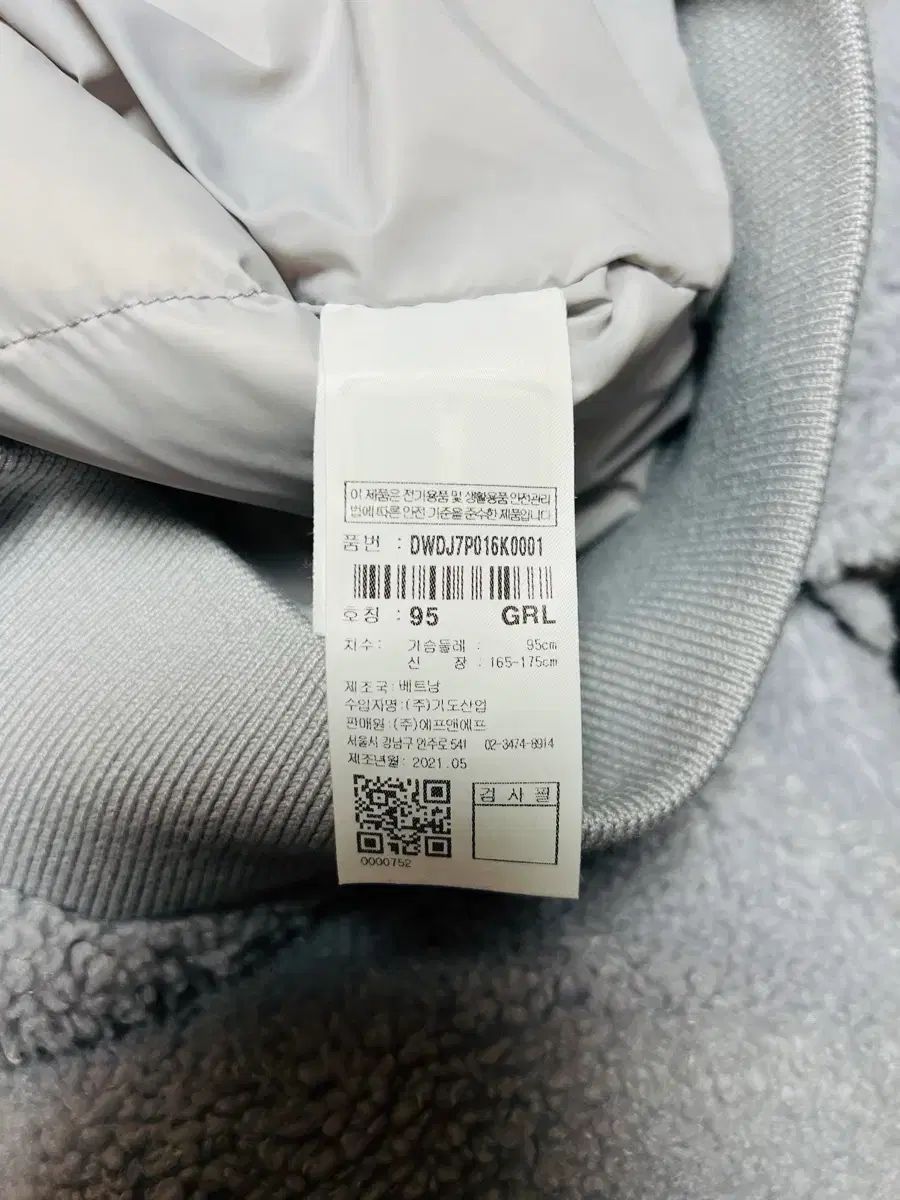 이 제품은 전기용품 및 생활용품 안전관리
법에 따른 안전 기준을 준수한 제품입니다
품번 : DWDJ7P016K0001
호칭 : 95 GRL
치수: 가슴둘레 : 95cm
신 장 : 165-175cm
제조국:베트남
수입자명:(주)기도산업
판매원:(주)에프앤에프
서울시 강남구 언주로 541 02-3474-8914
제조년월: 2021.05
검 사 필
0000752